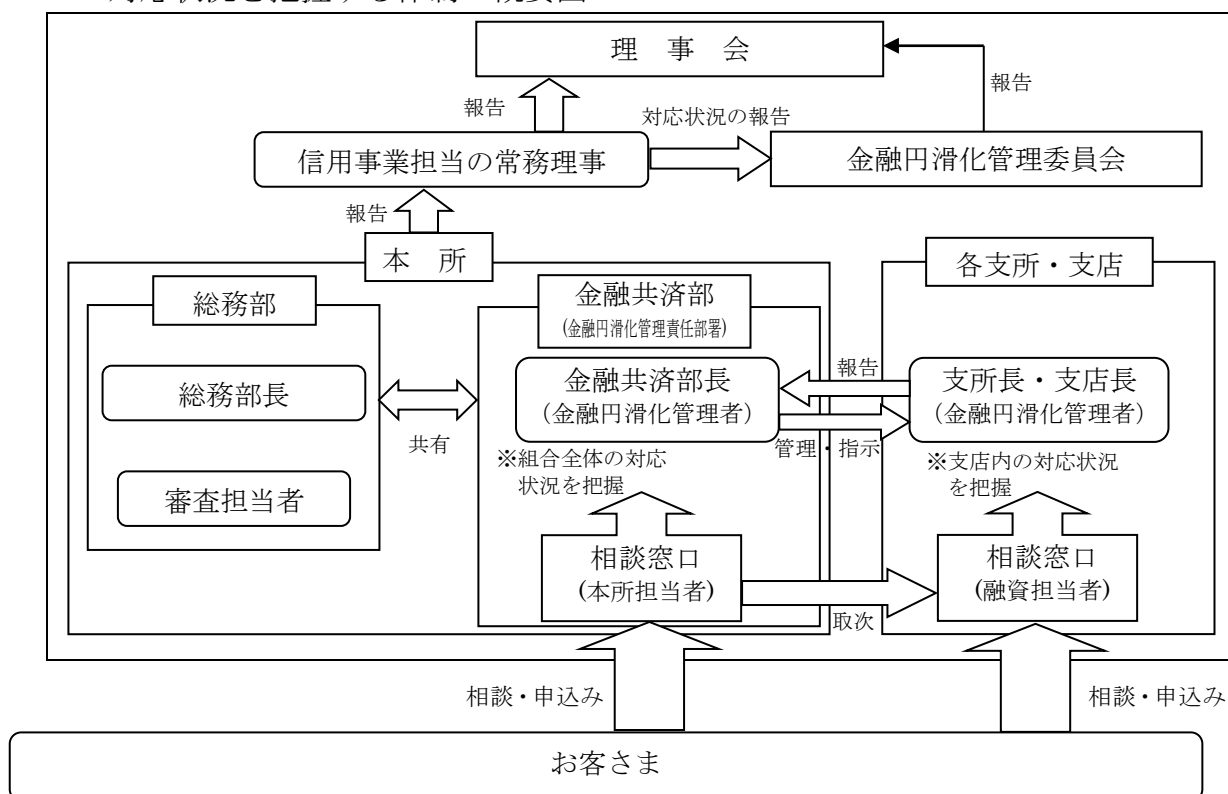 理　事　会
報告
報告
対応状況の報告
信用事業担当の常務理事
金融円滑化管理委員会
報告
本　所
各支所・支店
総務部
金融共済部
(金融円滑化管理責任部署)
総務部長
金融共済部長
（金融円滑化管理者）
報告
支所長・支店長
（金融円滑化管理者）
共有
管理・指示
※組合全体の対応
状況を把握
※支店内の対応状況
を把握
審査担当者
相談窓口
(本所担当者)
相談窓口
(融資担当者)
取次
相談・申込み
相談・申込み
お客さま